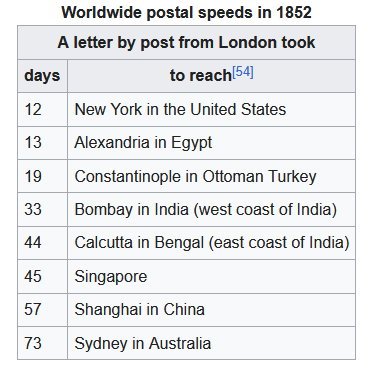 Worldwide postal speeds in 1852
A letter by post from London took
days to reach[54]
12 New York in the United States
13 Alexandria in Egypt
19 Constantinople in Ottoman Turkey
33 Bombay in India (west coast of India)
44 Calcutta in Bengal (east coast of India)
45 Singapore
57 Shanghai in China
73 Sydney in Australia